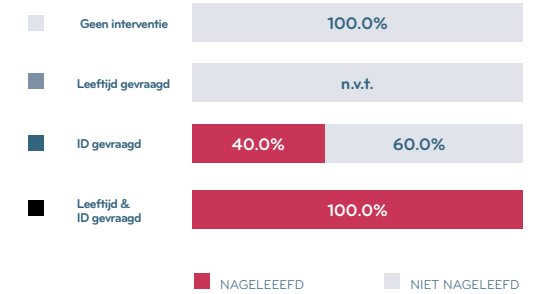 Geen interventie 100.0%
Leeftijd gevraagd n.v.t.
ID gevraagd 40.0% 60.0%
Leeftijd &
ID gevraagd 100.0%
NAGELEEEFD NIET NAGELEEFD